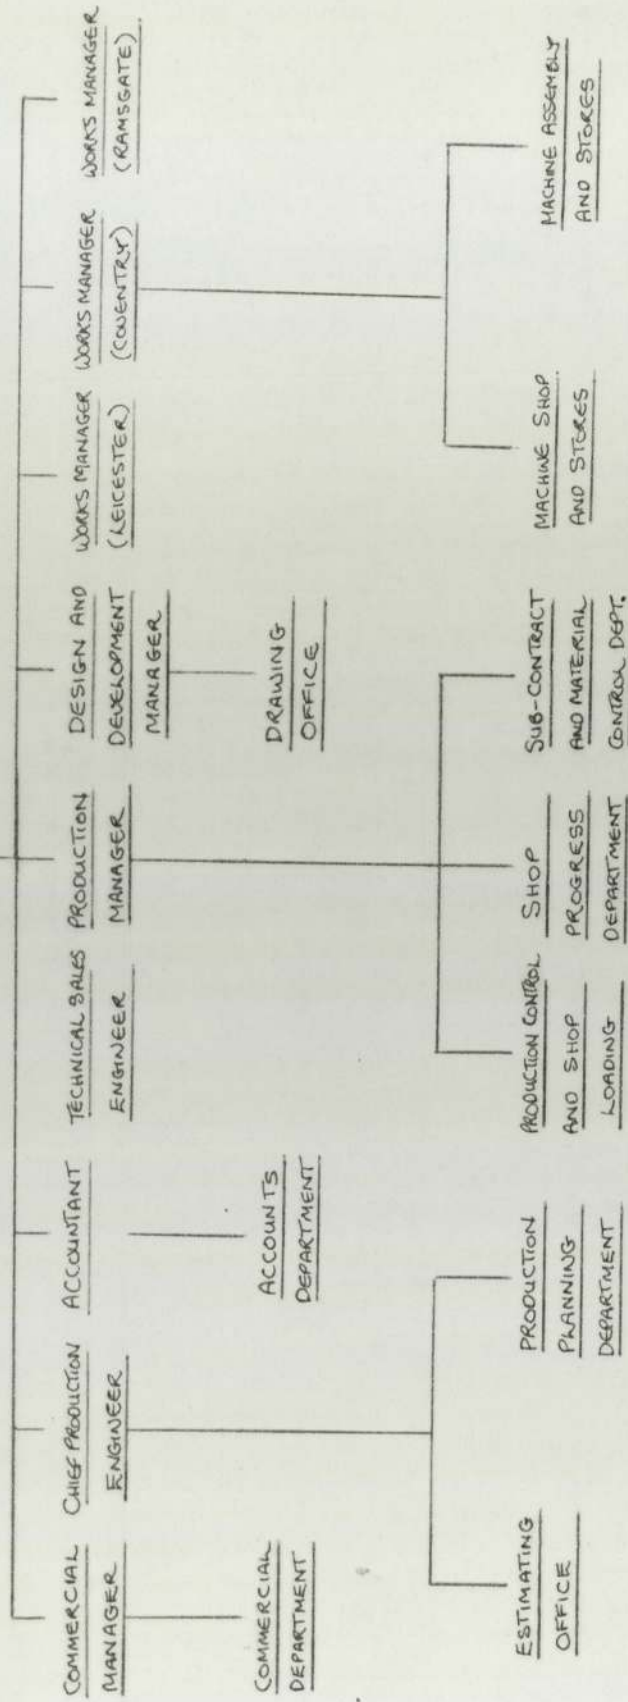 COMMERCIAL
MANAGER
CHIEF PRODUCTION
ENGINEER
ACCOUNTANT
TECHNICAL SALES
ENGINEER
PRODUCTION
MANAGER
DESIGN AND
DEVELOPMENT
MANAGER
WORKS MANAGER
(LEICESTER)
WORKS MANAGER
(COVENTRY)
WORKS MANAGER
(RAMSGATE)
COMMERCIAL
DEPARTMENT
ACCOUNTS
DEPARTMENT
DRAWING
OFFICE
ESTIMATING
OFFICE
PRODUCTION
PLANNING
DEPARTMENT
PRODUCTION CONTROL
AND SHOP
LOADING
SHOP
PROGRESS
DEPARTMENT
SUB-CONTRACT
AND MATERIAL
CONTROL DEPT.
MACHINE SHOP
AND STORES
MACHINE ASSEMBLY
AND STORES